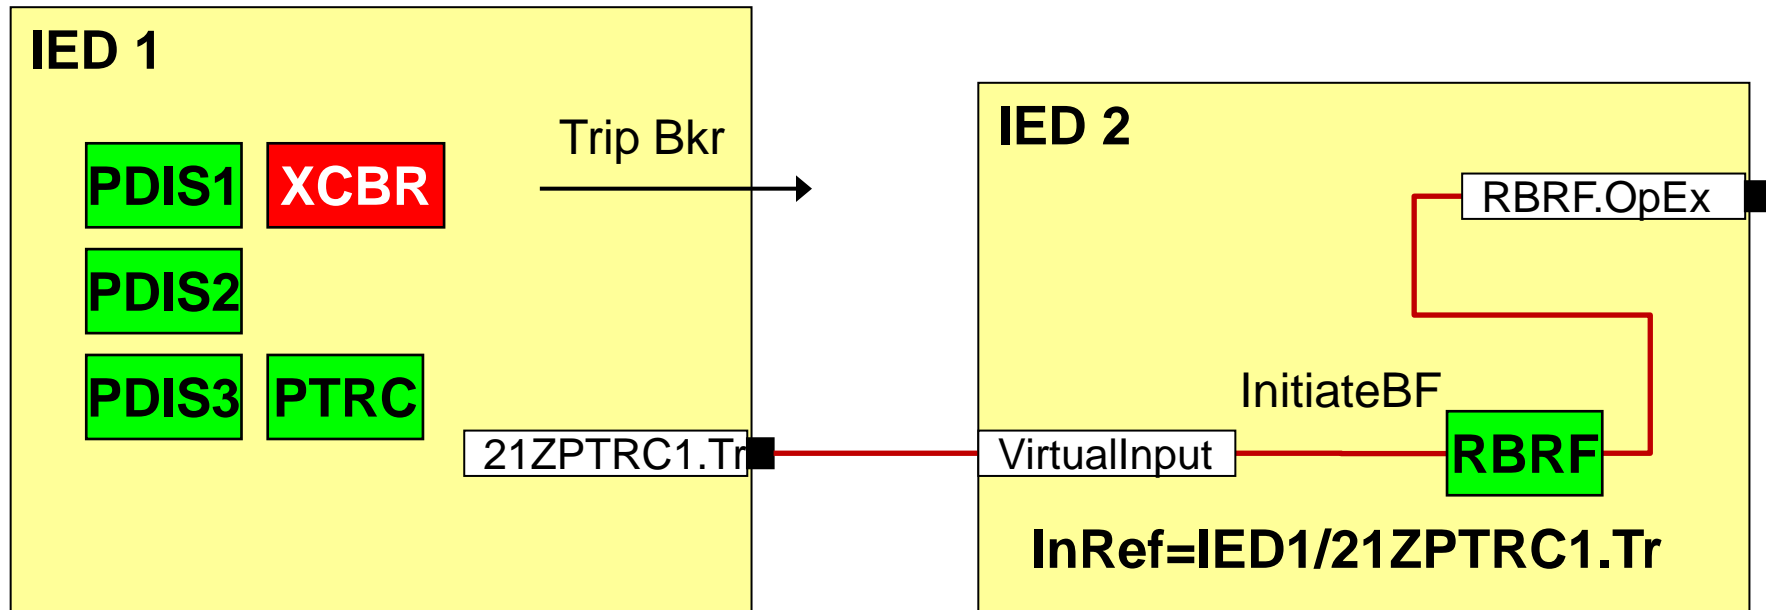 IED 1
Trip Bkr
PDIS1
XCBR
PDIS2
PDIS3
PTRC
21ZPTRC1.Tr
IED 2
RBRF.OpEx
InitiateBF
VirtualInput
RBRF
InRef=IED1/21ZPTRC1.Tr